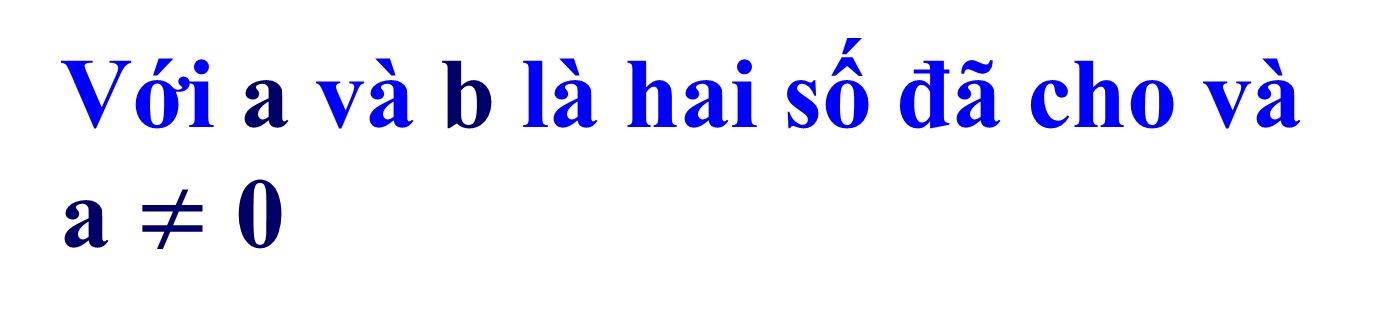 Với a và b là hai số đã cho và
a ≠ 0